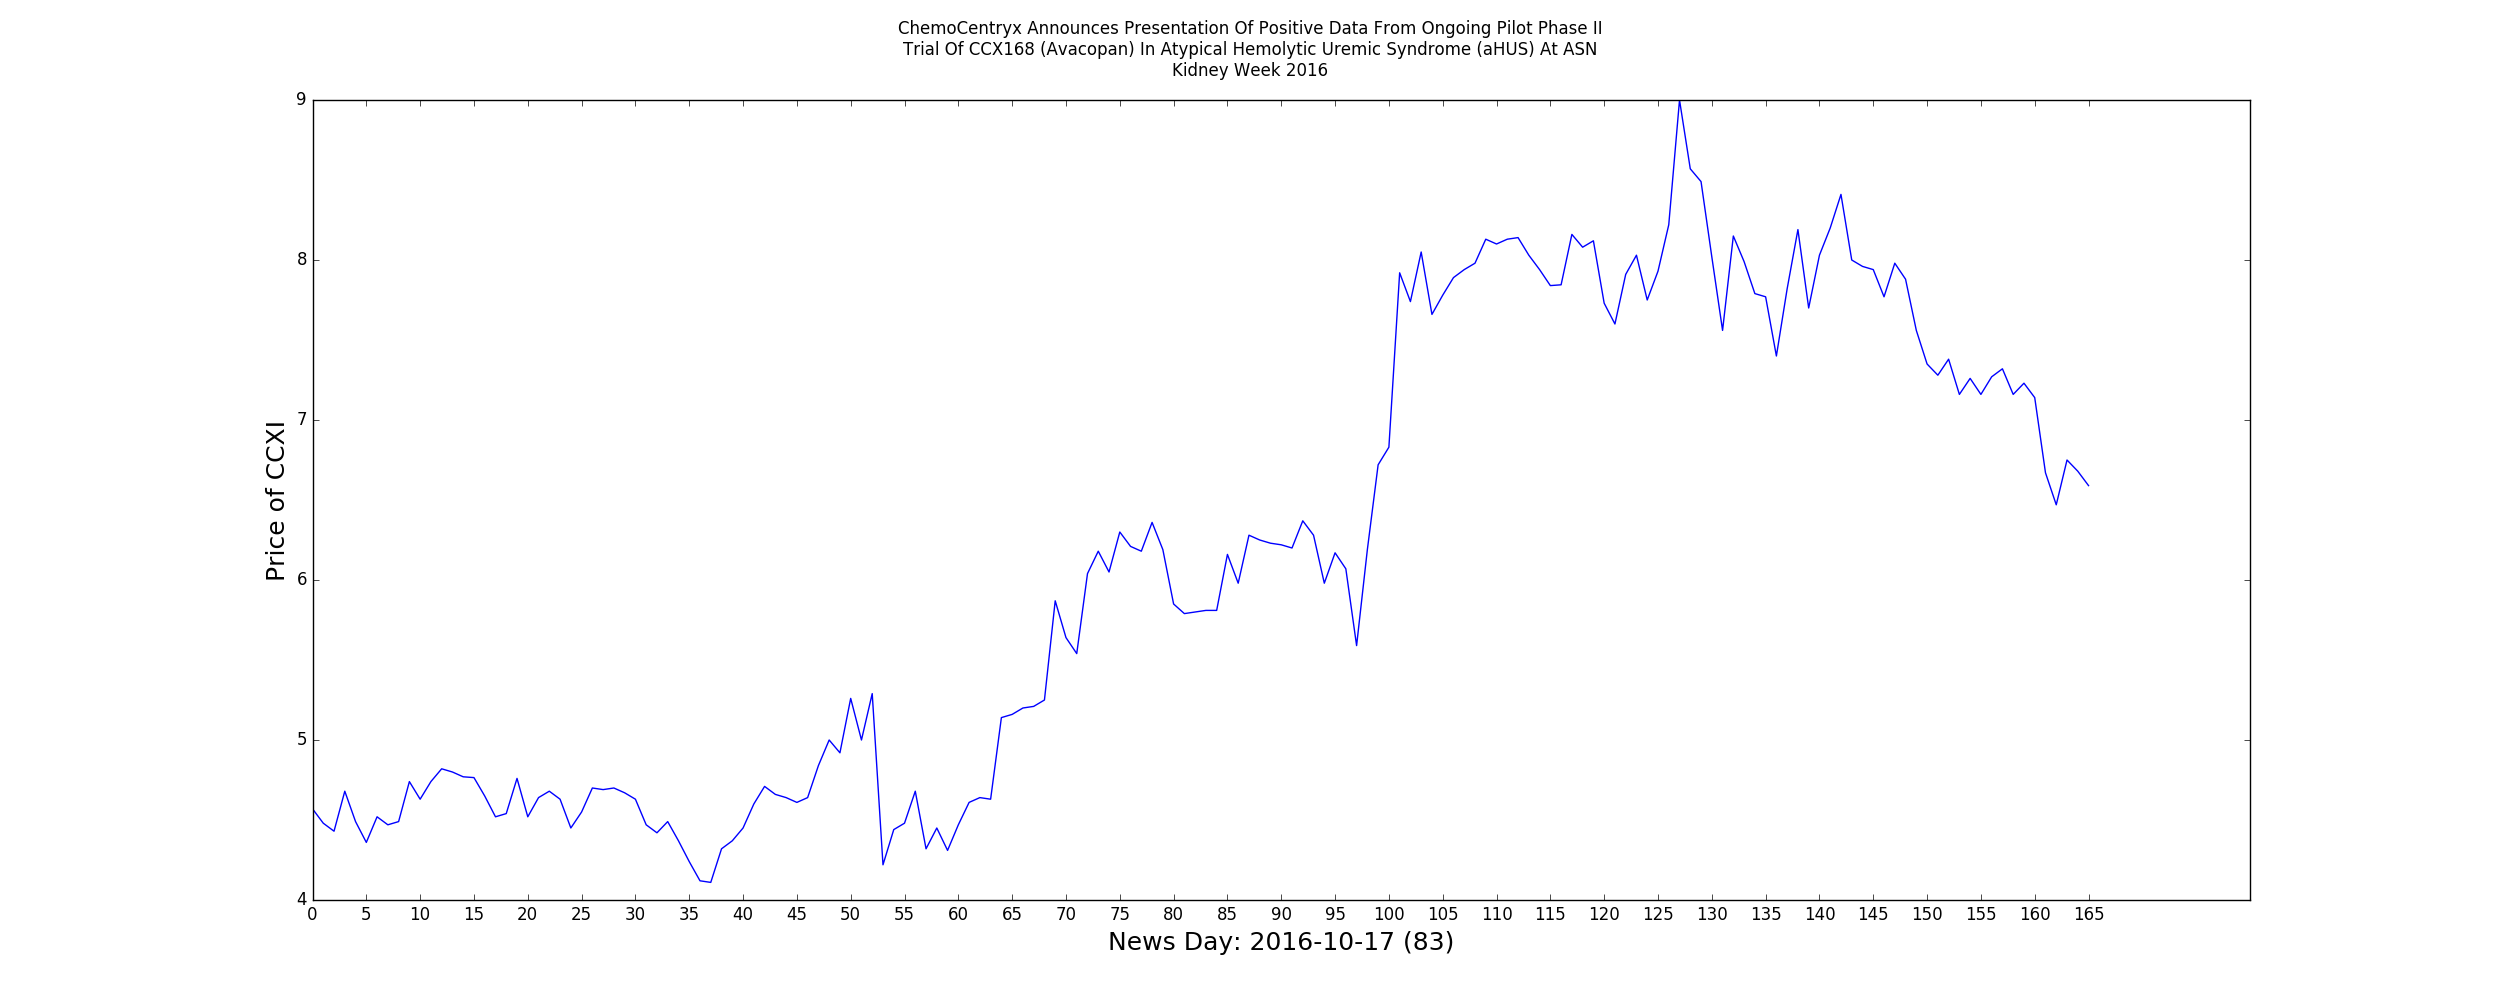 ChemoCentryx Announces Presentation Of Positive Data From Ongoing Pilot Phase II
Trial Of CCX168 (Avacopan) In Atypical Hemolytic Uremic Syndrome (aHUS) At ASN
Kidney Week 2016
9
8
7
6
5
4
Price of CCXI
0 5 10 15 20 25 30 35 40 45 50 55 60 65 70 75 80 85 90 95 100 105 110 115 120 125 130 135 140 145 150 155 160 165
News Day: 2016-10-17 (83)